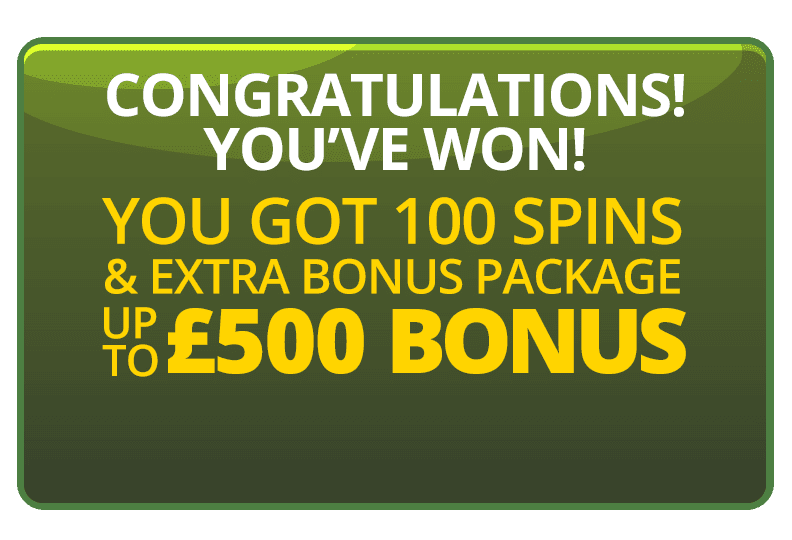 CONGRATULATIONS!
YOU’VE WON!
YOU GOT 100 SPINS
& EXTRA BONUS PACKAGE
UP TO £500 BONUS